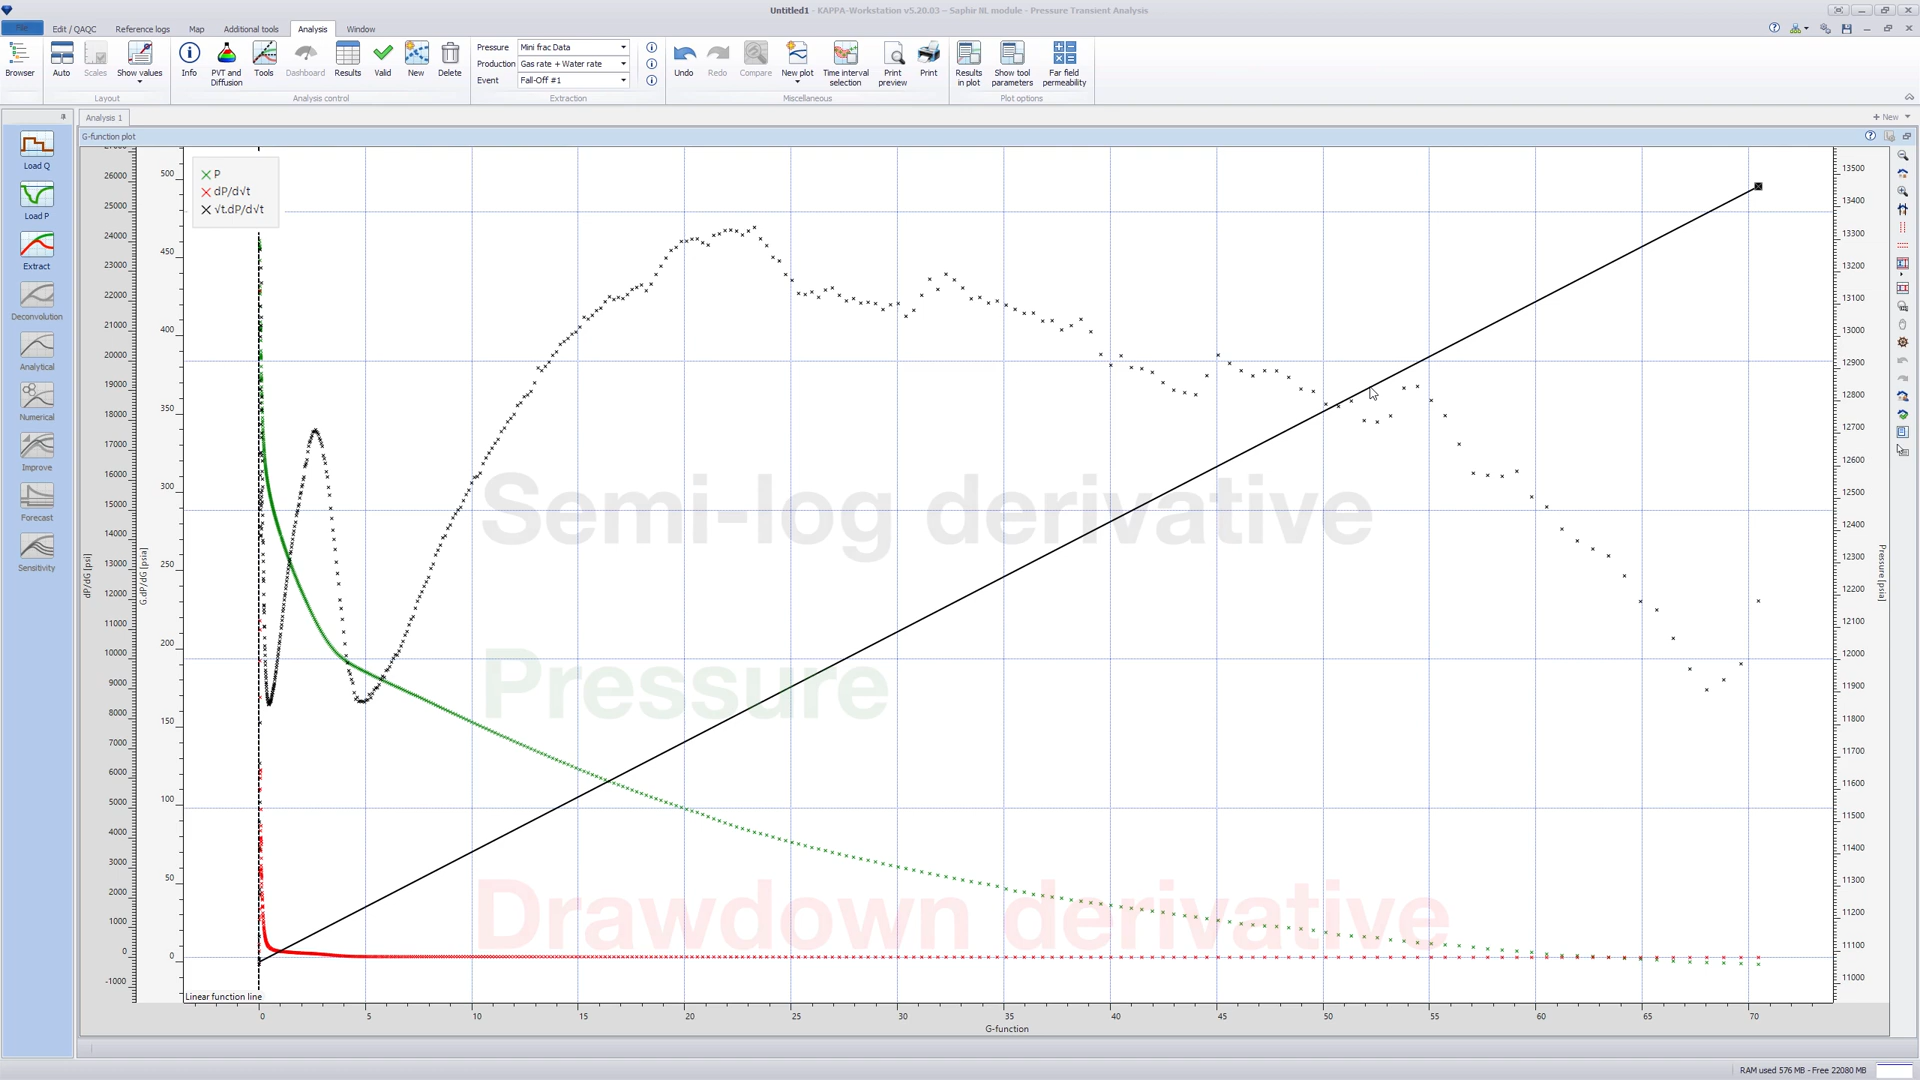 Untitled1 - KAPPA-Workstation v5.20.03 – Saphir NL module - Pressure Transient Analysis
File Edit / QAQC Reference logs Map Additional tools Analysis Window
Browser
Auto Scales Show values
Layout
Info PVT and Diffusion Tools Dashboard Results Valid New Delete
Analysis control
Pressure Mini frac Data
Production Gas rate + Water rate
Event Fall-Off #1
Extraction
Undo Redo Compare New plot Time interval selection Print preview Print
Miscellaneous
Results in plot Show tool parameters Far field permeability
Plot options
Analysis 1
+ New
G-function plot
Load Q
Load P
Extract
Deconvolution
Analytical
Numerical
Improve
Forecast
Sensitivity
P
dP/d√t
√t.dP/d√t
27000
26000
25000
24000
23000
22000
21000
20000
19000
18000
17000
16000
15000
14000
13000
12000
11000
10000
9000
8000
7000
6000
5000
4000
3000
2000
1000
0
-1000
dP/dG [psi]
500
450
400
350
300
250
200
150
100
50
0
G.dP/dG [psia]
Semi-log derivative
Pressure
Drawdown derivative
13500
13400
13300
13200
13100
13000
12900
12800
12700
12600
12500
12400
12300
12200
12100
12000
11900
11800
11700
11600
11500
11400
11300
11200
11100
11000
Pressure [psia]
Linear function line
0 5 10 15 20 25 30 35 40 45 50 55 60 65 70
G-function
RAM used 576 MB - Free 22080 MB